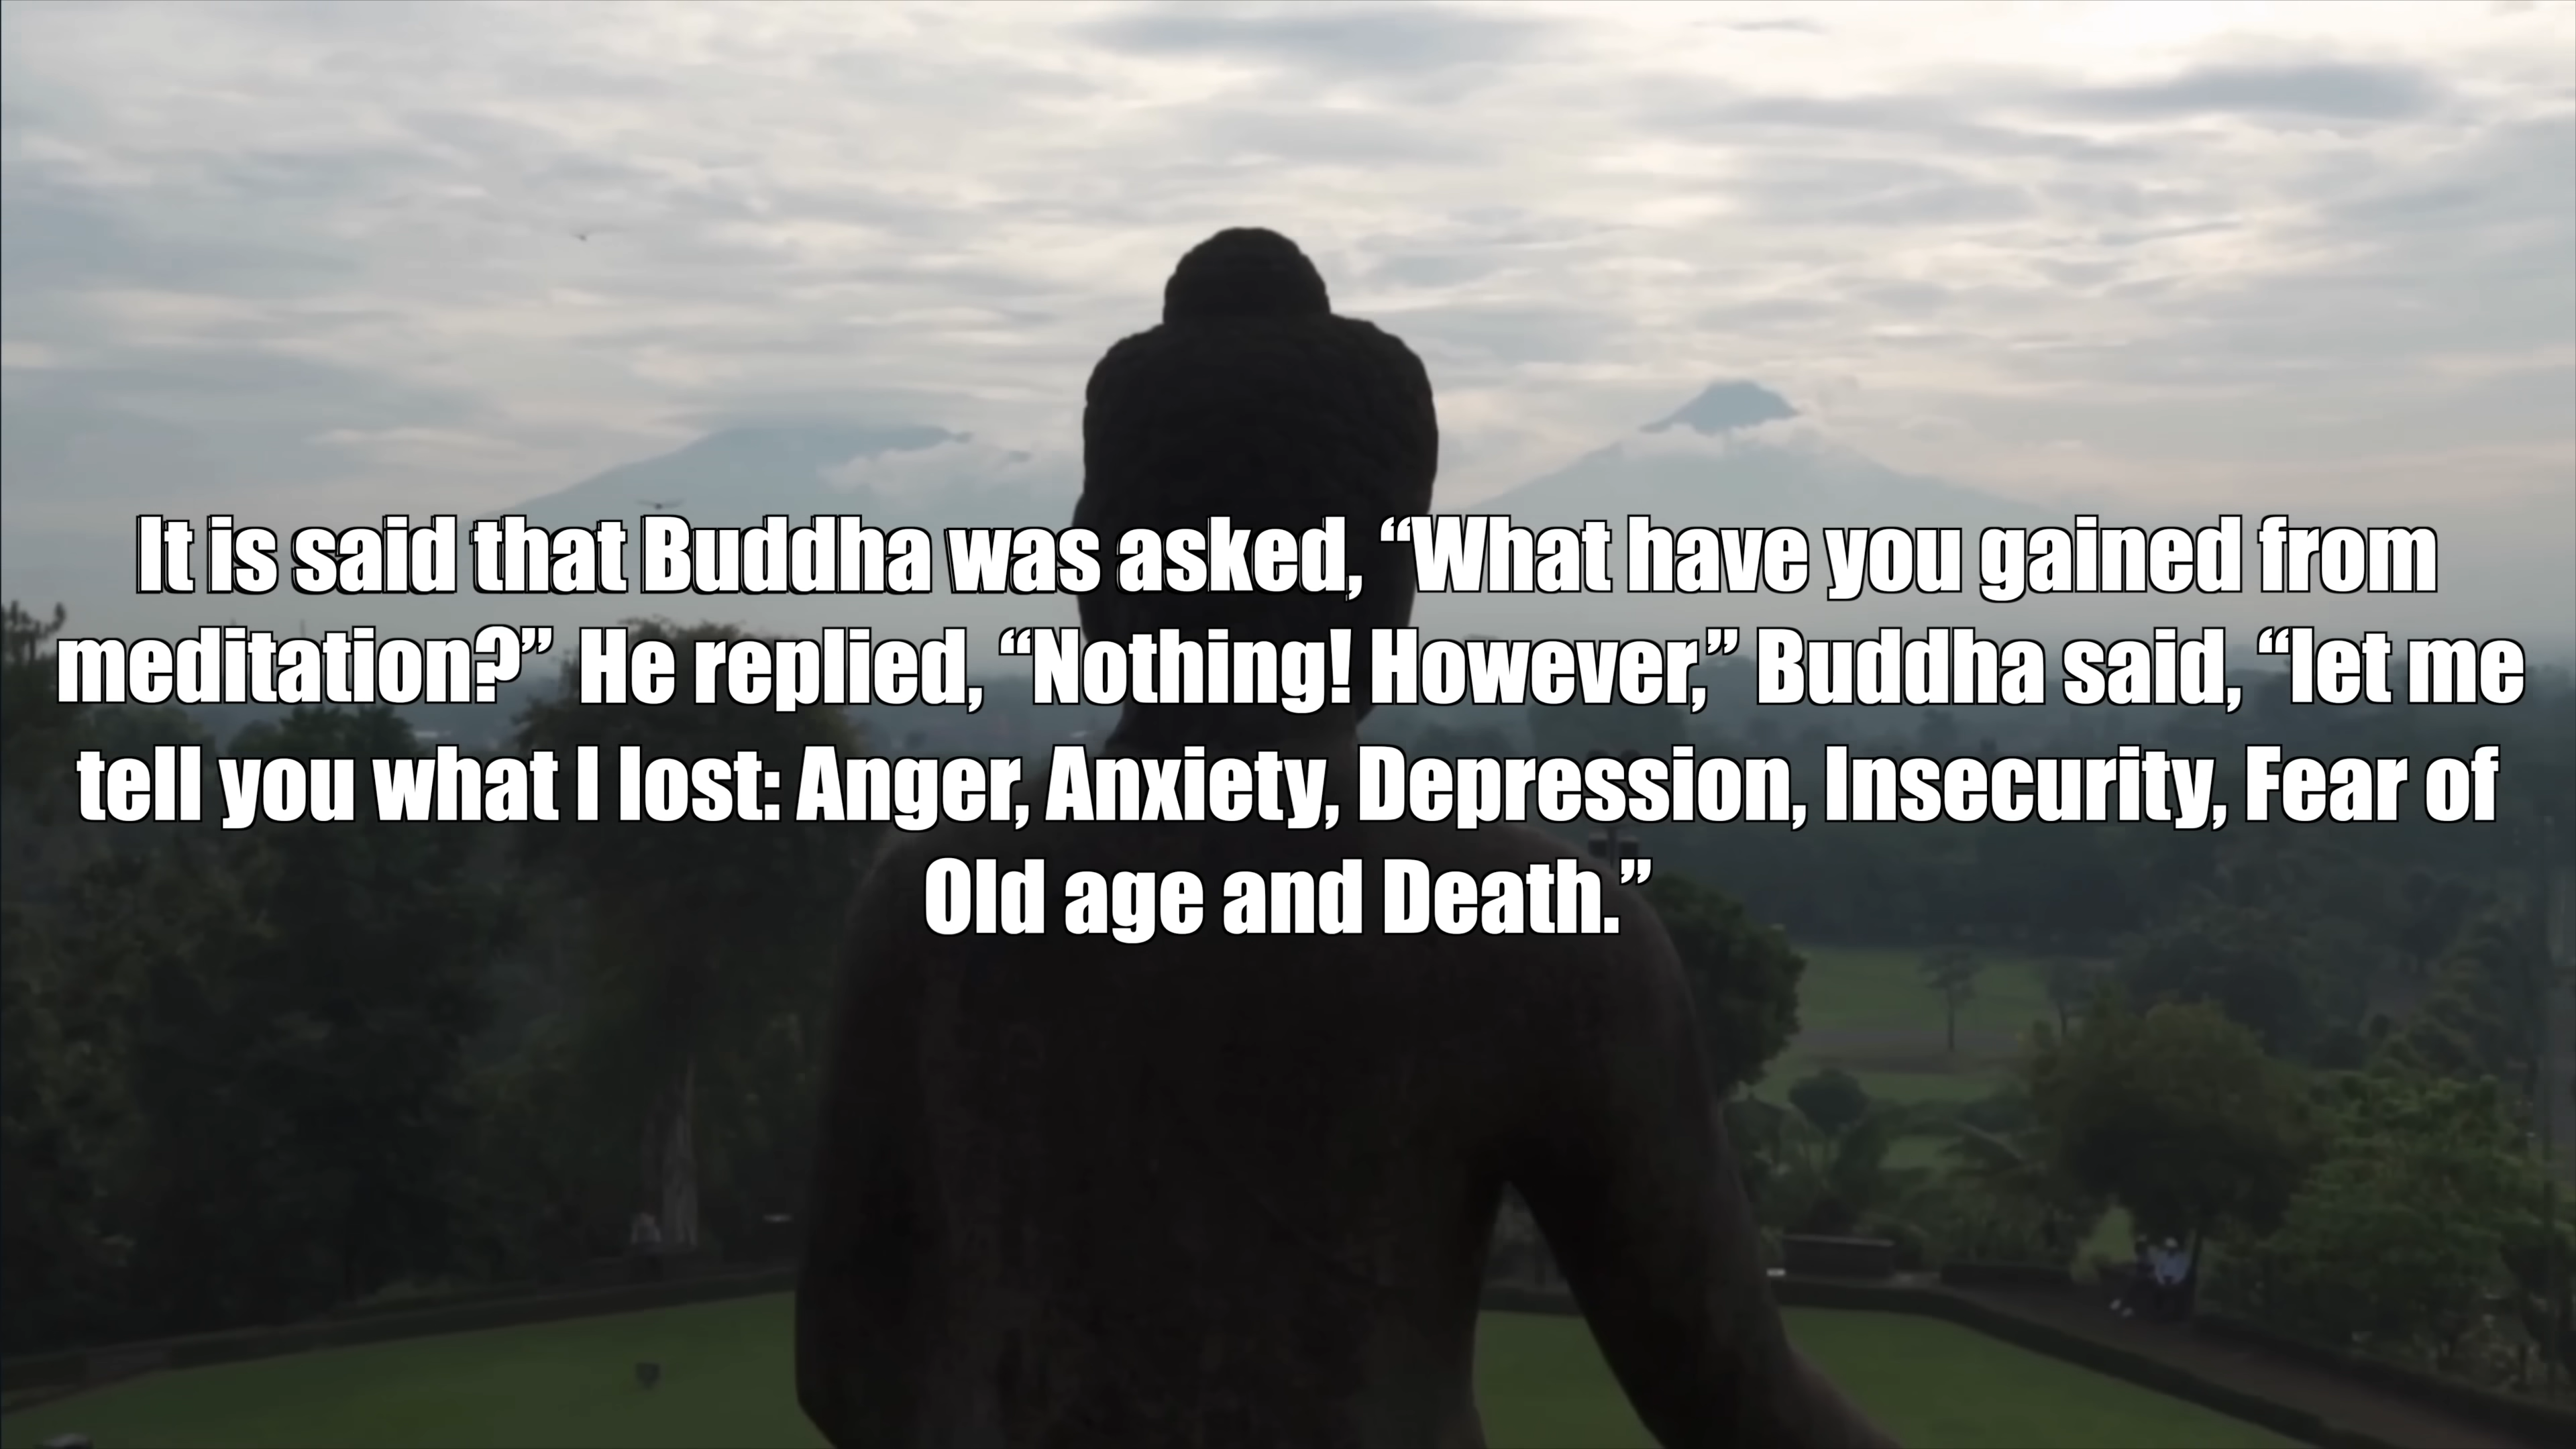 It is said that Buddha was asked, “What have you gained from
meditation?” He replied, “Nothing! However,” Buddha said, “let me
tell you what I lost: Anger, Anxiety, Depression, Insecurity, Fear of
Old age and Death.”